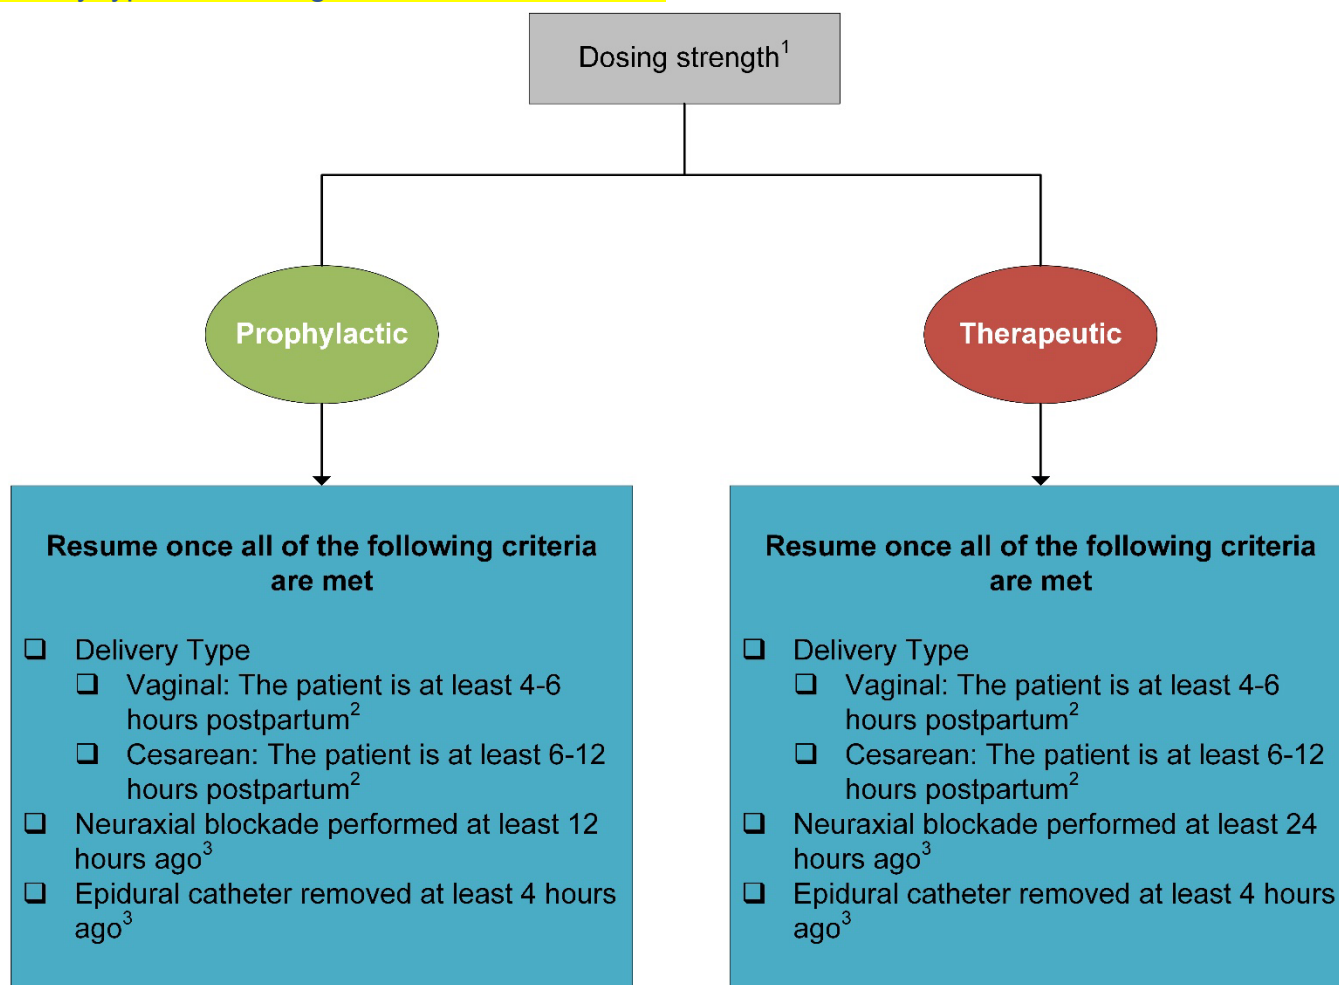 Dosing strength1
Prophylactic
Therapeutic
Resume once all of the following criteria
are met
❑ Delivery Type
❑ Vaginal: The patient is at least 4-6
hours postpartum2
❑ Cesarean: The patient is at least 6-12
hours postpartum2
❑ Neuraxial blockade performed at least 12
hours ago3
❑ Epidural catheter removed at least 4 hours
ago3
Resume once all of the following criteria
are met
❑ Delivery Type
❑ Vaginal: The patient is at least 4-6
hours postpartum2
❑ Cesarean: The patient is at least 6-12
hours postpartum2
❑ Neuraxial blockade performed at least 24
hours ago3
❑ Epidural catheter removed at least 4 hours
ago3